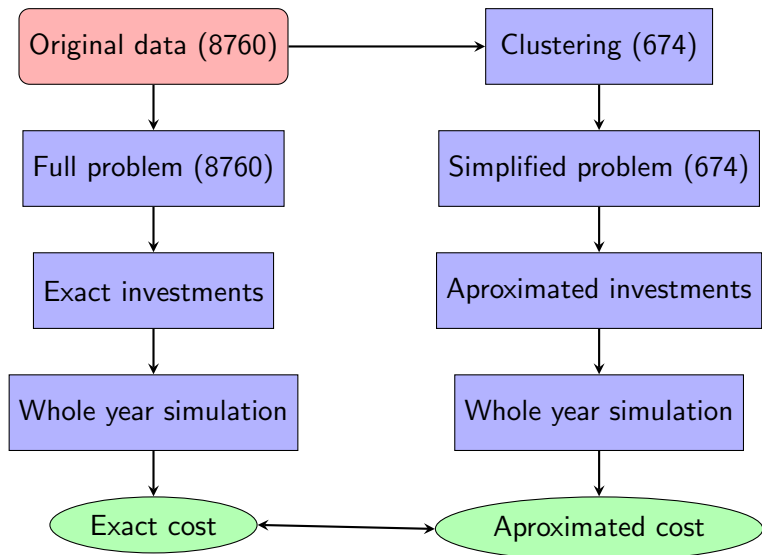 Original data (8760)
Clustering (674)
Full problem (8760)
Simplified problem (674)
Exact investments
Aproximated investments
Whole year simulation
Whole year simulation
Exact cost
Aproximated cost